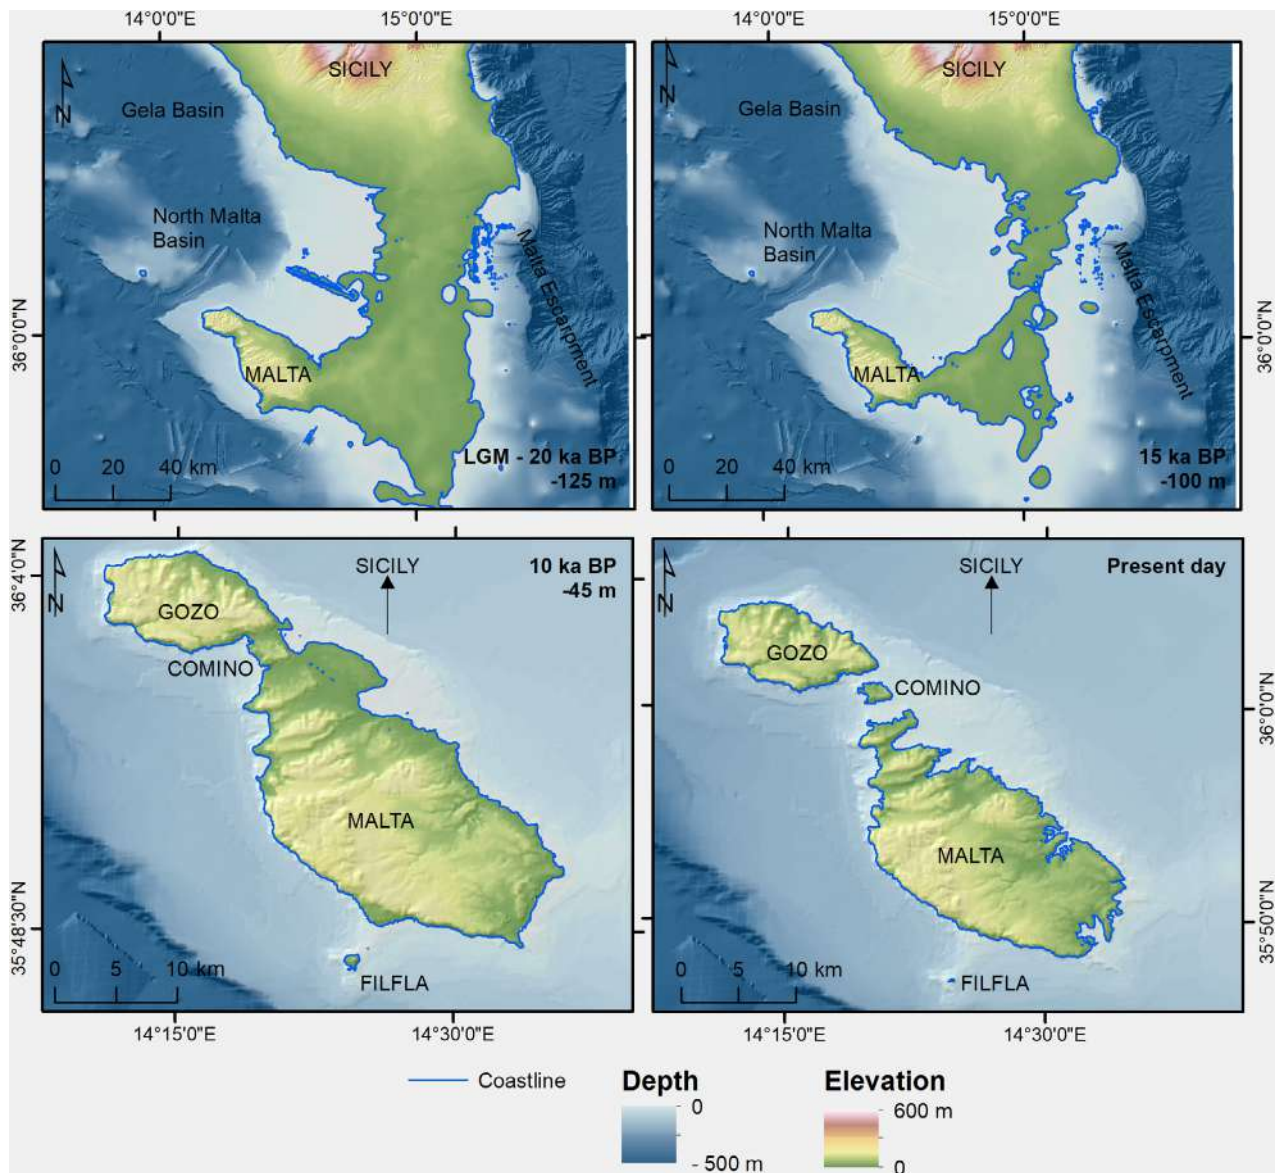 14°0'0"E
15°0'0"E
14°0'0"E
15°0'0"E
N
SICILY
Gela Basin
North Malta
Basin
Malta Escarpment
36°0'0"N
MALTA
0 20 40 km
LGM - 20 ka BP
-125 m
N
SICILY
Gela Basin
North Malta
Basin
Malta Escarpment
36°0'0"N
MALTA
0 20 40 km
15 ka BP
-100 m
36°4'0"N
N
SICILY
10 ka BP
-45 m
GOZO
COMINO
MALTA
35°48'30"N
0 5 10 km
FILFLA
14°15'0"E
14°30'0"E
N
SICILY
Present day
GOZO
COMINO
36°0'0"N
MALTA
35°50'0"N
0 5 10 km
FILFLA
14°15'0"E
14°30'0"E
Coastline
Depth
0
- 500 m
Elevation
600 m
0